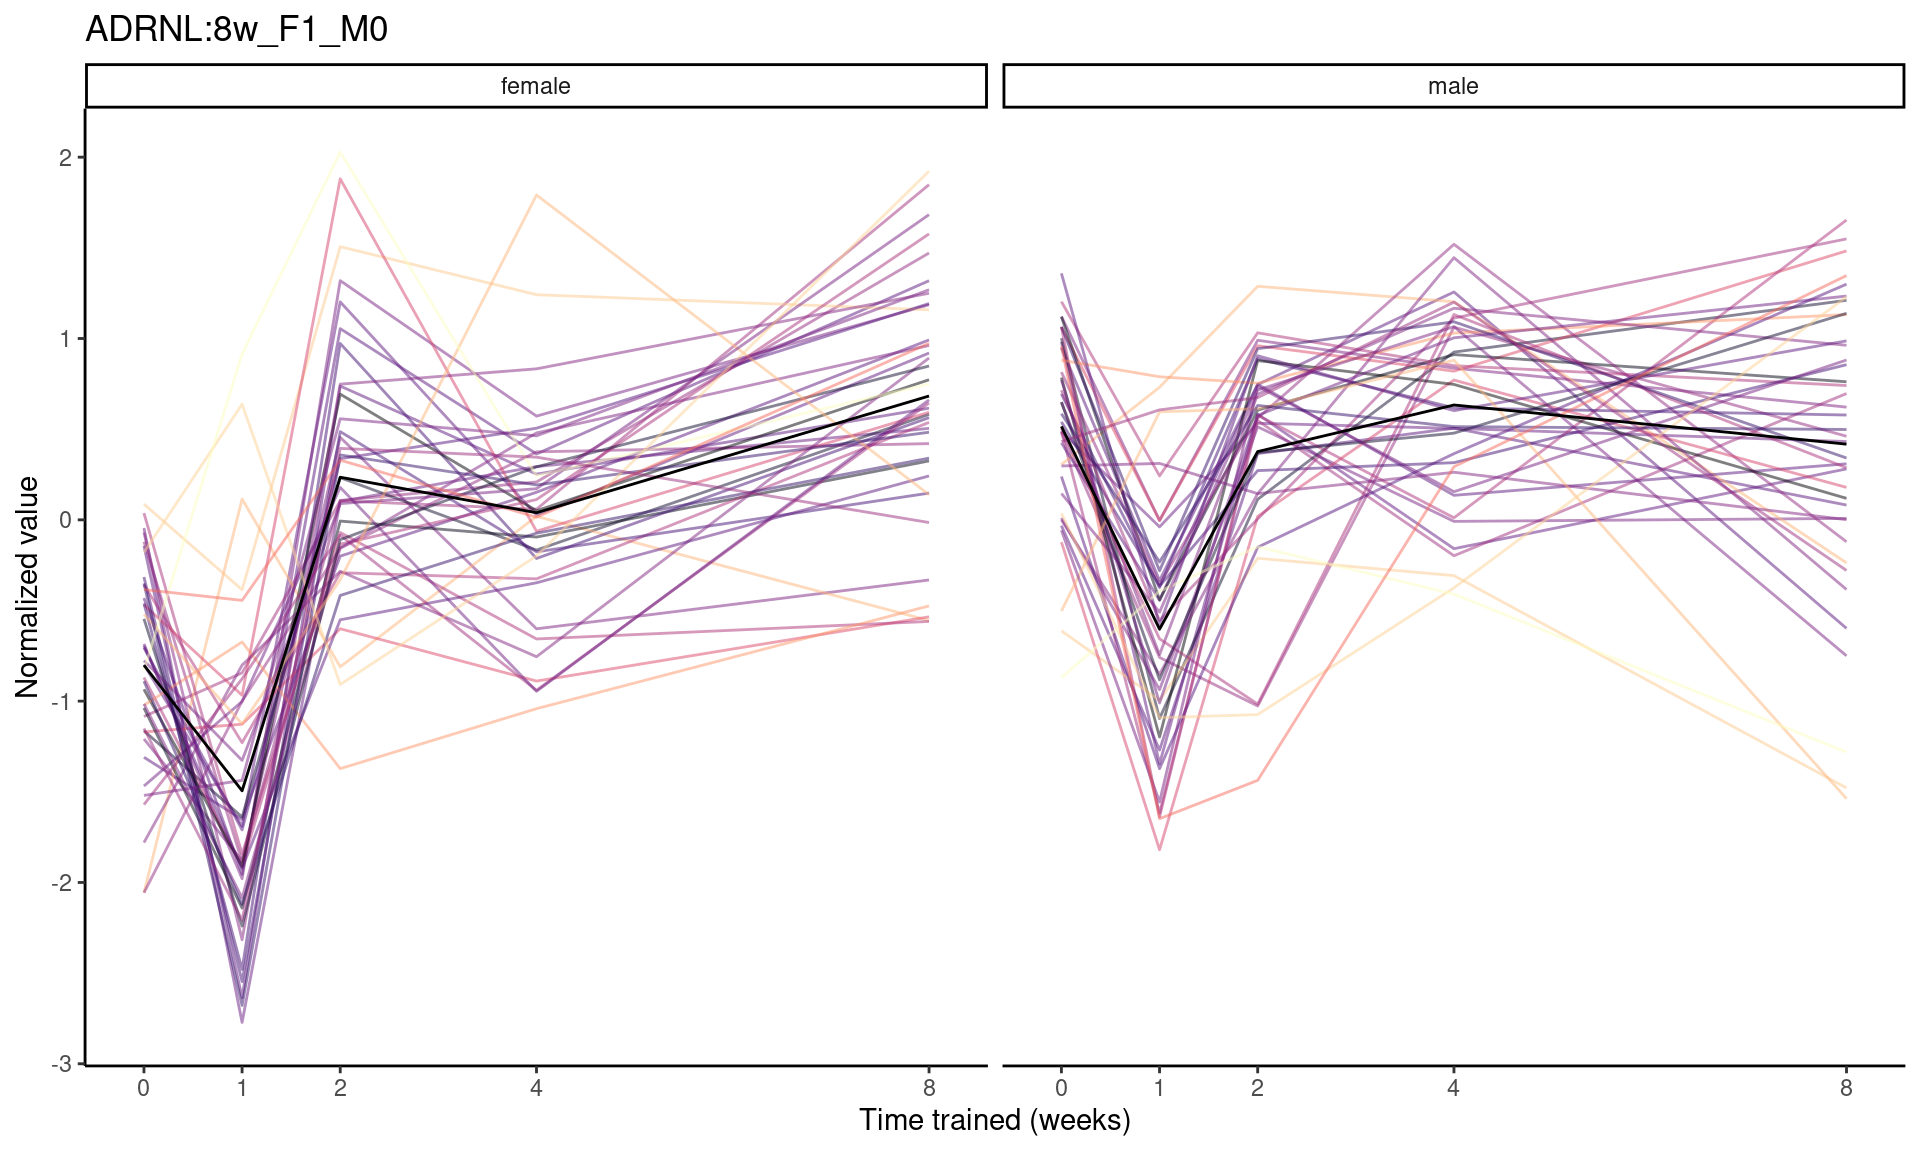 ADRNL:8w_F1_M0
female
male
Normalized value
2
1
0
-1
-2
-3
0 1 2 4 8
0 1 2 4 8
Time trained (weeks)